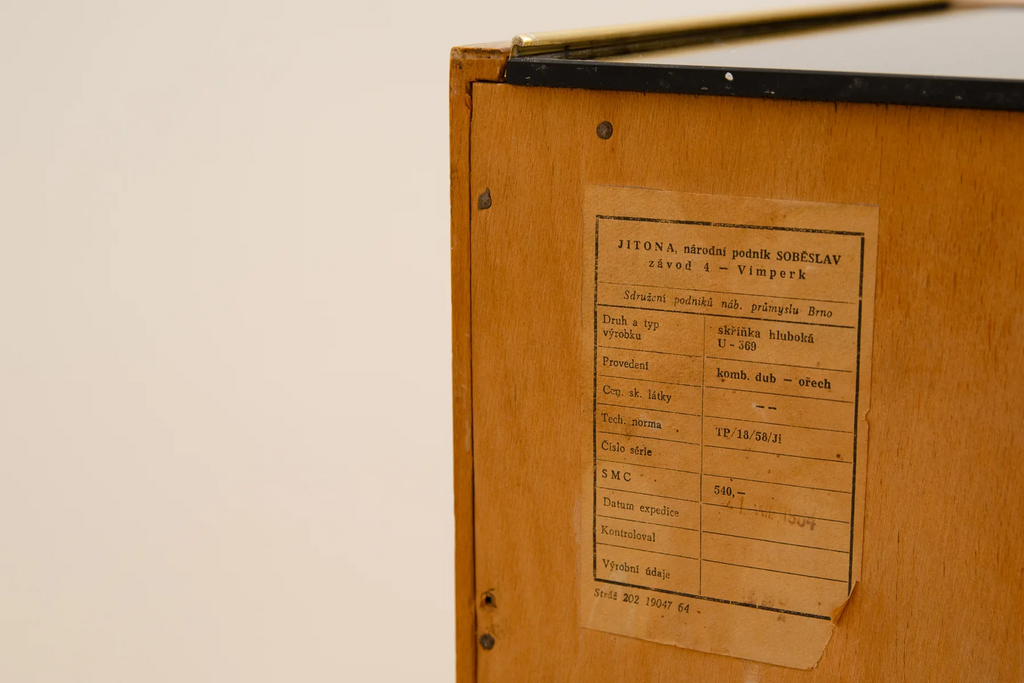 JITONA, národní podnik SOBĚSLAV
závod 4 — Vimperk
Sdružení podniků náb. průmyslu Brno
Druh a typ výrobku
skříňka hluboká
U - 369
Provedení
komb. dub — ořech
Cen. sk. látky
— —
Tech. norma
TP/18/58/Ji
Číslo série
SMC
540,—
Datum expedice
Kontroloval
Výrobní údaje
Stráž 202 19047 64